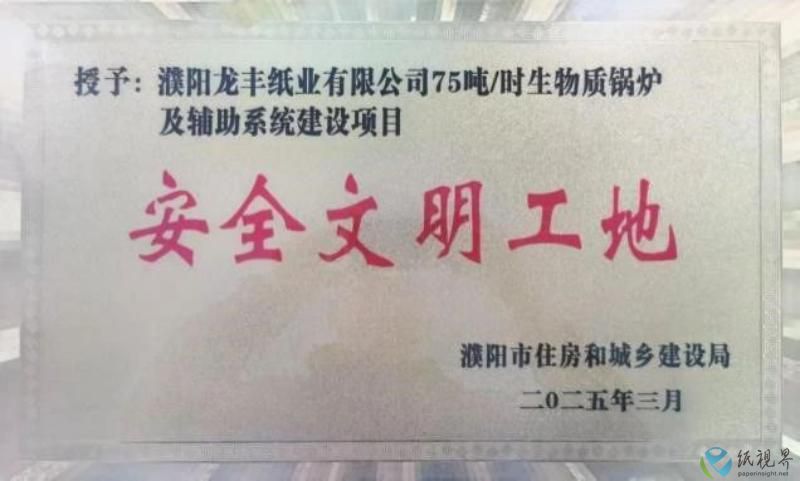 授予：濮阳龙丰纸业有限公司75吨/时生物质锅炉
及辅助系统建设项目
安全文明工地
濮阳市住房和城乡建设局
二〇二五年三月
纸视界
paperinsight.net